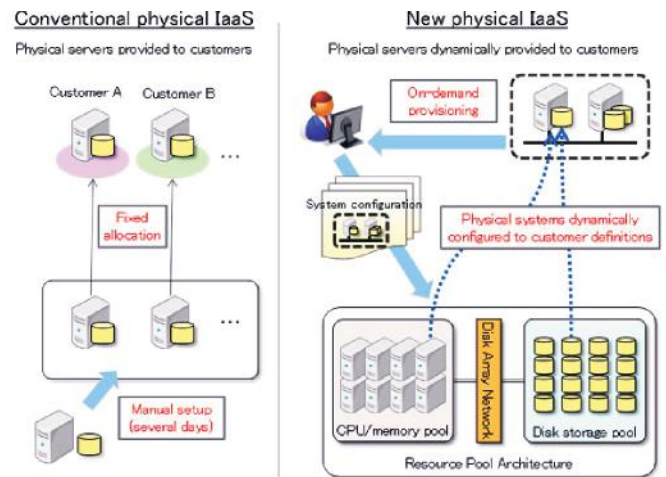 Conventional physical IaaS
Physical servers provided to customers
Customer A
Customer B
...
Fixed
allocation
...
Manual setup
(several days)
New physical IaaS
Physical servers dynamically provided to customers
On-demand
provisioning
System configuration
Physical systems dynamically
configured to customer definitions
Disk Array Network
CPU/memory pool
Disk storage pool
Resource Pool Architecture